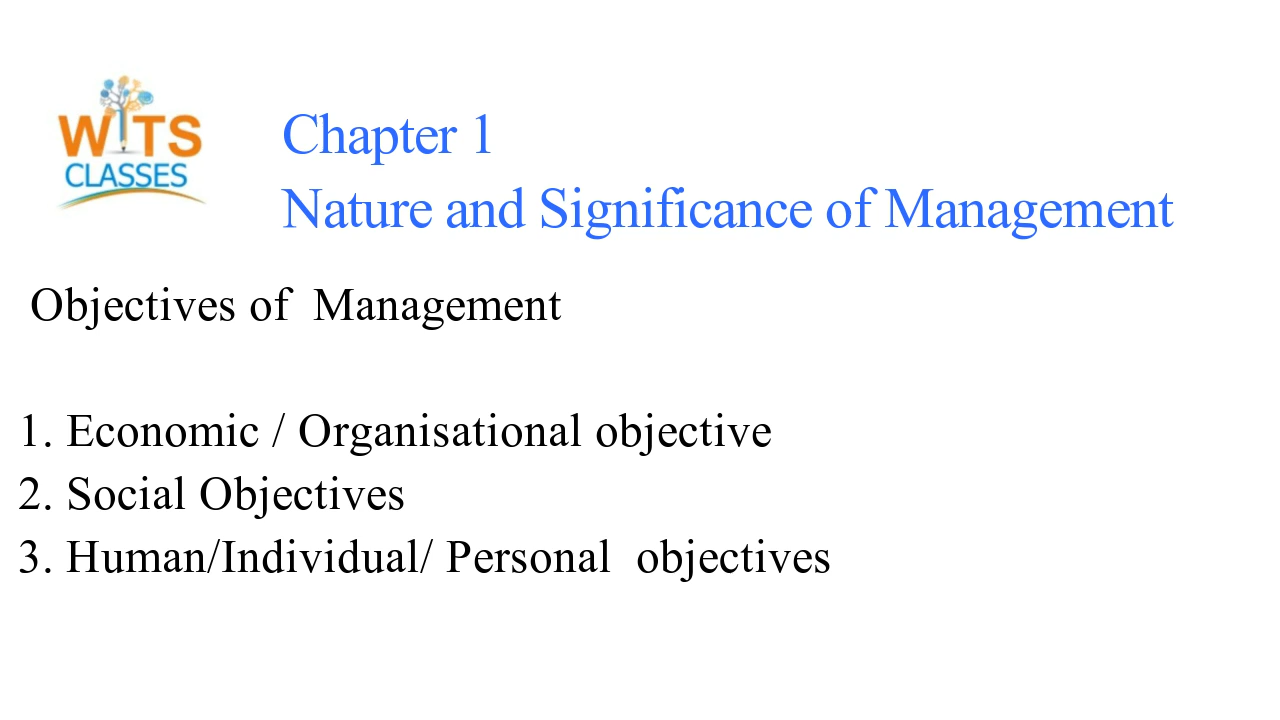 WITS
CLASSES
Chapter 1
Nature and Significance of Management
Objectives of Management
1. Economic / Organisational objective
2. Social Objectives
3. Human/Individual/ Personal objectives